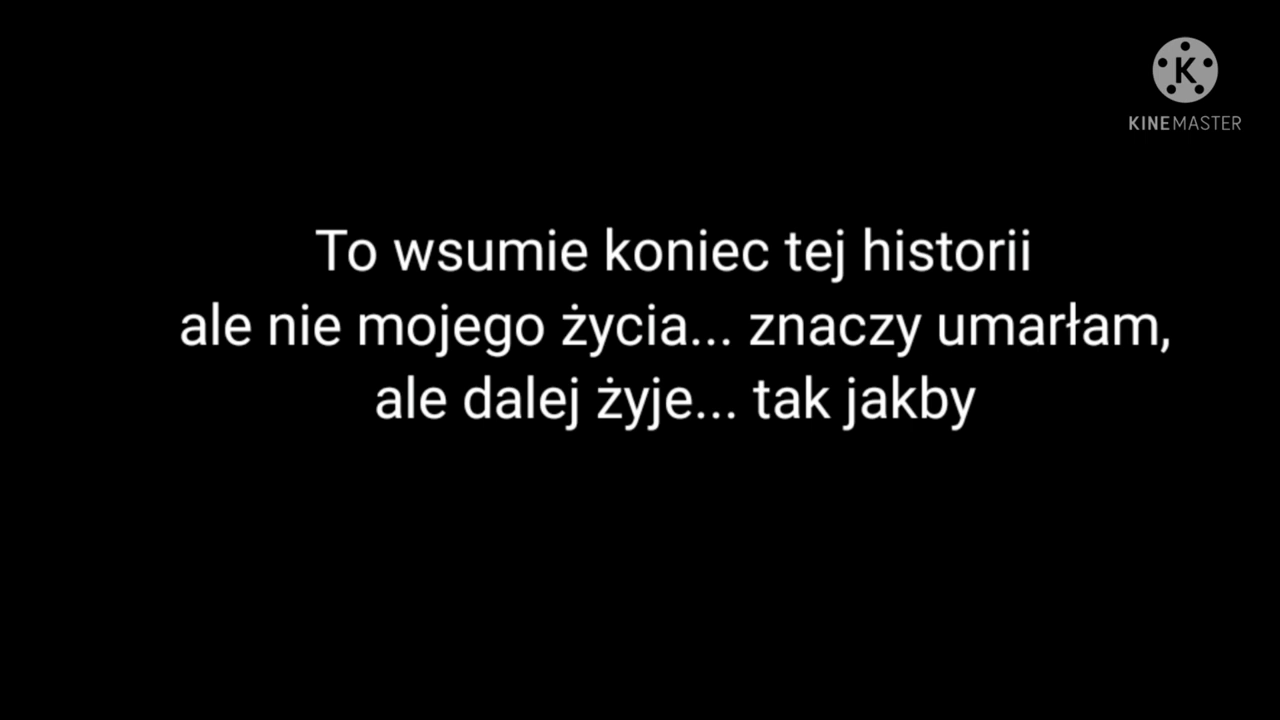 K
KINEMASTER
To wsumie koniec tej historii
ale nie mojego życia... znaczy umarłam,
ale dalej żyje... tak jakby